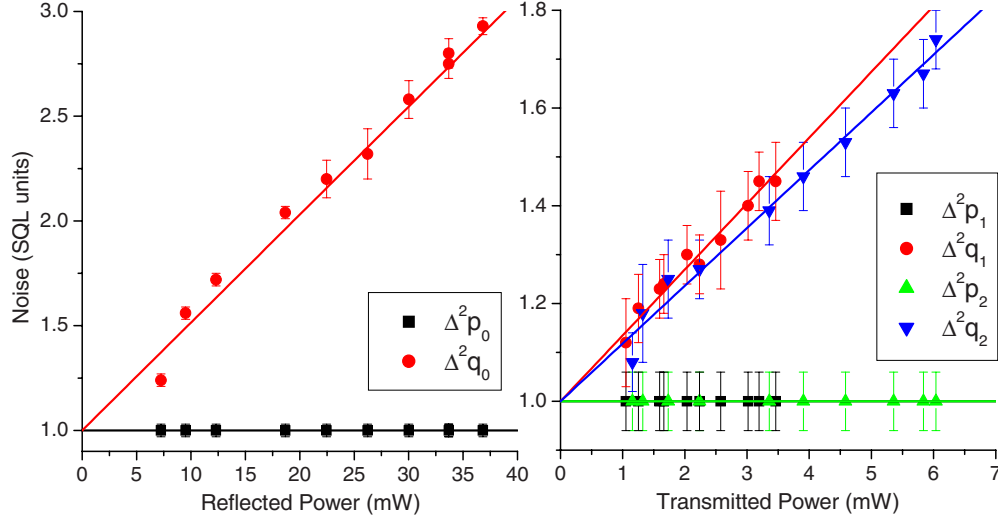 3.0
2.5
2.0
1.5
1.0
Noise (SQL units)
0 5 10 15 20 25 30 35 40
Reflected Power (mW)
Δ²p₀
Δ²q₀
1.8
1.6
1.4
1.2
1.0
0 1 2 3 4 5 6 7
Transmitted Power (mW)
Δ²p₁
Δ²q₁
Δ²p₂
Δ²q₂